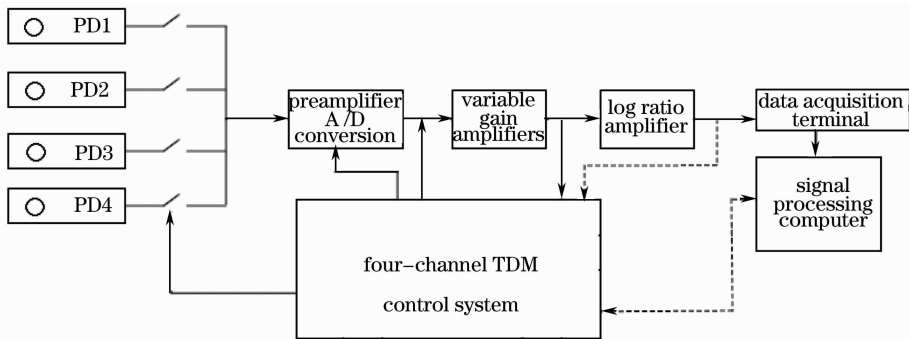 PD1
PD2
PD3
PD4
preamplifier
A/D
conversion
variable
gain
amplifiers
log ratio
amplifier
data acquisition
terminal
signal
processing
computer
four-channel TDM
control system